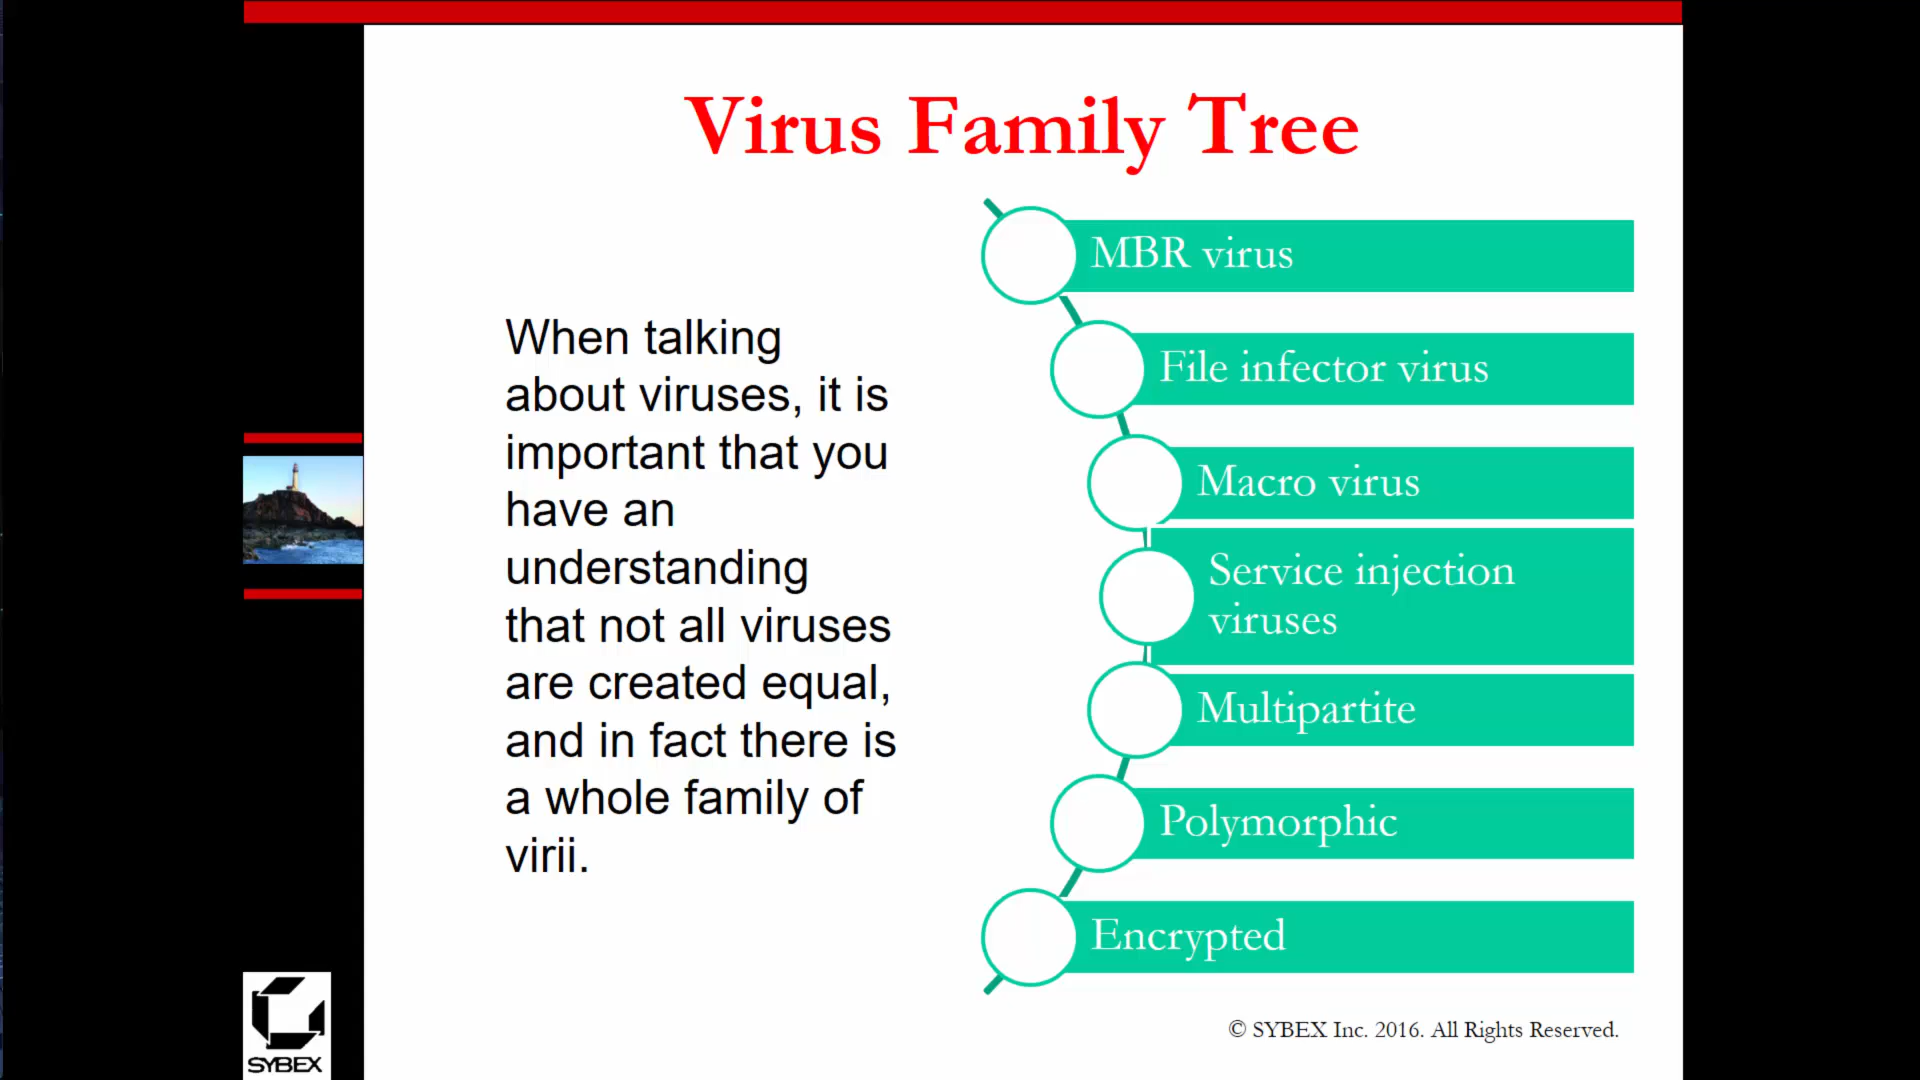 Virus Family Tree
When talking
about viruses, it is
important that you
have an
understanding
that not all viruses
are created equal,
and in fact there is
a whole family of
virii.
MBR virus
File infector virus
Macro virus
Service injection
viruses
Multipartite
Polymorphic
Encrypted
© SYBEX Inc. 2016. All Rights Reserved.
SYBEX